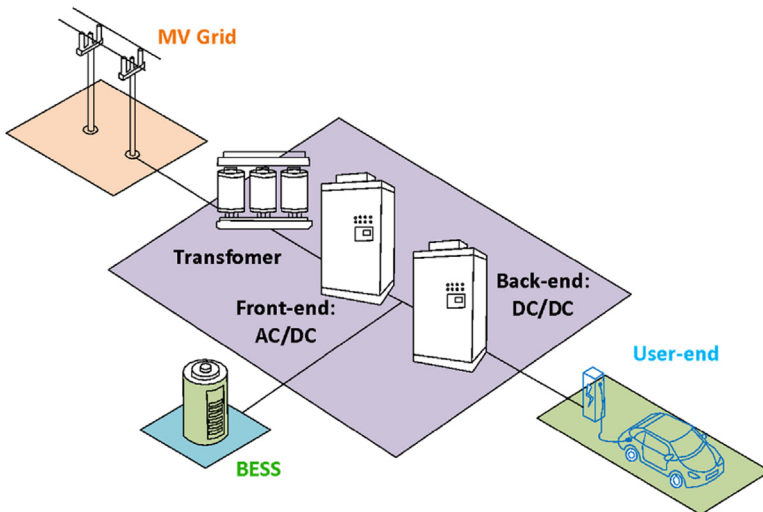 MV Grid
Transfomer
Front-end:
AC/DC
Back-end:
DC/DC
User-end
BESS